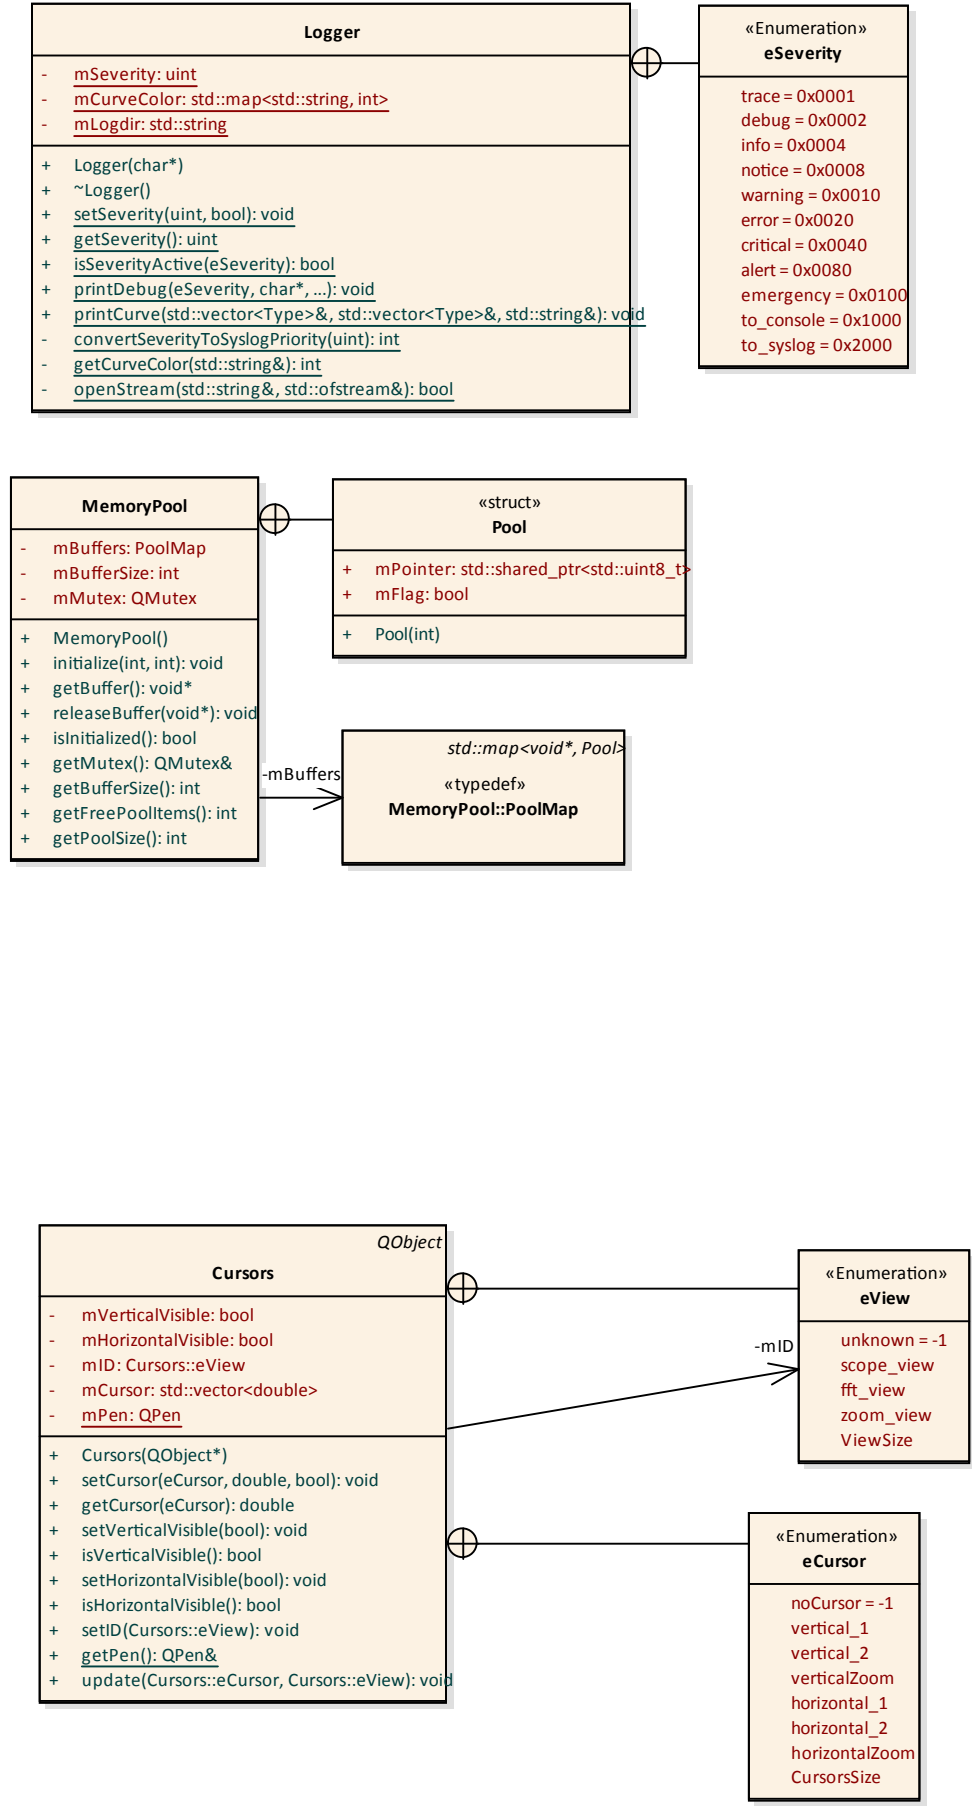 Logger
- mSeverity: uint
- mCurveColor: std::map<std::string, int>
- mLogdir: std::string
+ Logger(char*)
+ ~Logger()
+ setSeverity(uint, bool): void
+ getSeverity(): uint
+ isSeverityActive(eSeverity): bool
+ printDebug(eSeverity, char*, ...): void
+ printCurve(std::vector<Type>&, std::vector<Type>&, std::string&): void
- convertSeverityToSyslogPriority(uint): int
- getCurveColor(std::string&): int
- openStream(std::string&, std::ofstream&): bool
«Enumeration»
eSeverity
trace = 0x0001
debug = 0x0002
info = 0x0004
notice = 0x0008
warning = 0x0010
error = 0x0020
critical = 0x0040
alert = 0x0080
emergency = 0x0100
to_console = 0x1000
to_syslog = 0x2000
MemoryPool
- mBuffers: PoolMap
- mBufferSize: int
- mMutex: QMutex
+ MemoryPool()
+ initialize(int, int): void
+ getBuffer(): void*
+ releaseBuffer(void*): void
+ isInitialized(): bool
+ getMutex(): QMutex&
+ getBufferSize(): int
+ getFreePoolItems(): int
+ getPoolSize(): int
«struct»
Pool
+ mPointer: std::shared_ptr<std::uint8_t>
+ mFlag: bool
+ Pool(int)
-mBuffers
std::map<void*, Pool>
«typedef»
MemoryPool::PoolMap
QObject
Cursors
- mVerticalVisible: bool
- mHorizontalVisible: bool
- mID: Cursors::eView
- mCursor: std::vector<double>
- mPen: QPen
+ Cursors(QObject*)
+ setCursor(eCursor, double, bool): void
+ getCursor(eCursor): double
+ setVerticalVisible(bool): void
+ isVerticalVisible(): bool
+ setHorizontalVisible(bool): void
+ isHorizontalVisible(): bool
+ setID(Cursors::eView): void
+ getPen(): QPen&
+ update(Cursors::eCursor, Cursors::eView): void
-mID
«Enumeration»
eView
unknown = -1
scope_view
fft_view
zoom_view
ViewSize
«Enumeration»
eCursor
noCursor = -1
vertical_1
vertical_2
verticalZoom
horizontal_1
horizontal_2
horizontalZoom
CursorsSize